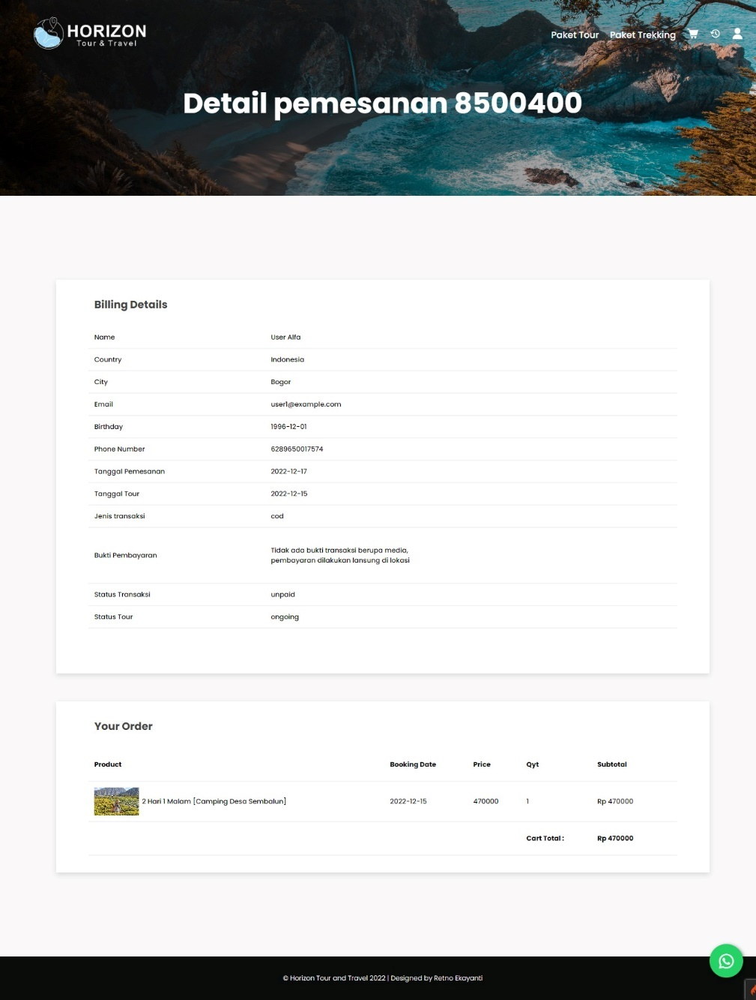 HORIZON
Tour & Travel
Paket Tour Paket Trekking
Detail pemesanan 8500400
Billing Details
Name User Alfa
Country Indonesia
City Bogor
Email user1@example.com
Birthday 1996-12-01
Phone Number 6289650017574
Tanggal Pemesanan 2022-12-17
Tanggal Tour 2022-12-15
Jenis transaksi cod
Bukti Pembayaran Tidak ada bukti transaksi berupa media,
pembayaran dilakukan lansung di lokasi
Status Transaksi unpaid
Status Tour ongoing
Your Order
Product Booking Date Price Qyt Subtotal
2 Hari 1 Malam [Camping Desa Sembalun] 2022-12-15 470000 1 Rp 470000
Cart Total : Rp 470000
© Horizon Tour and Travel 2022 | Designed by Retno Ekayanti